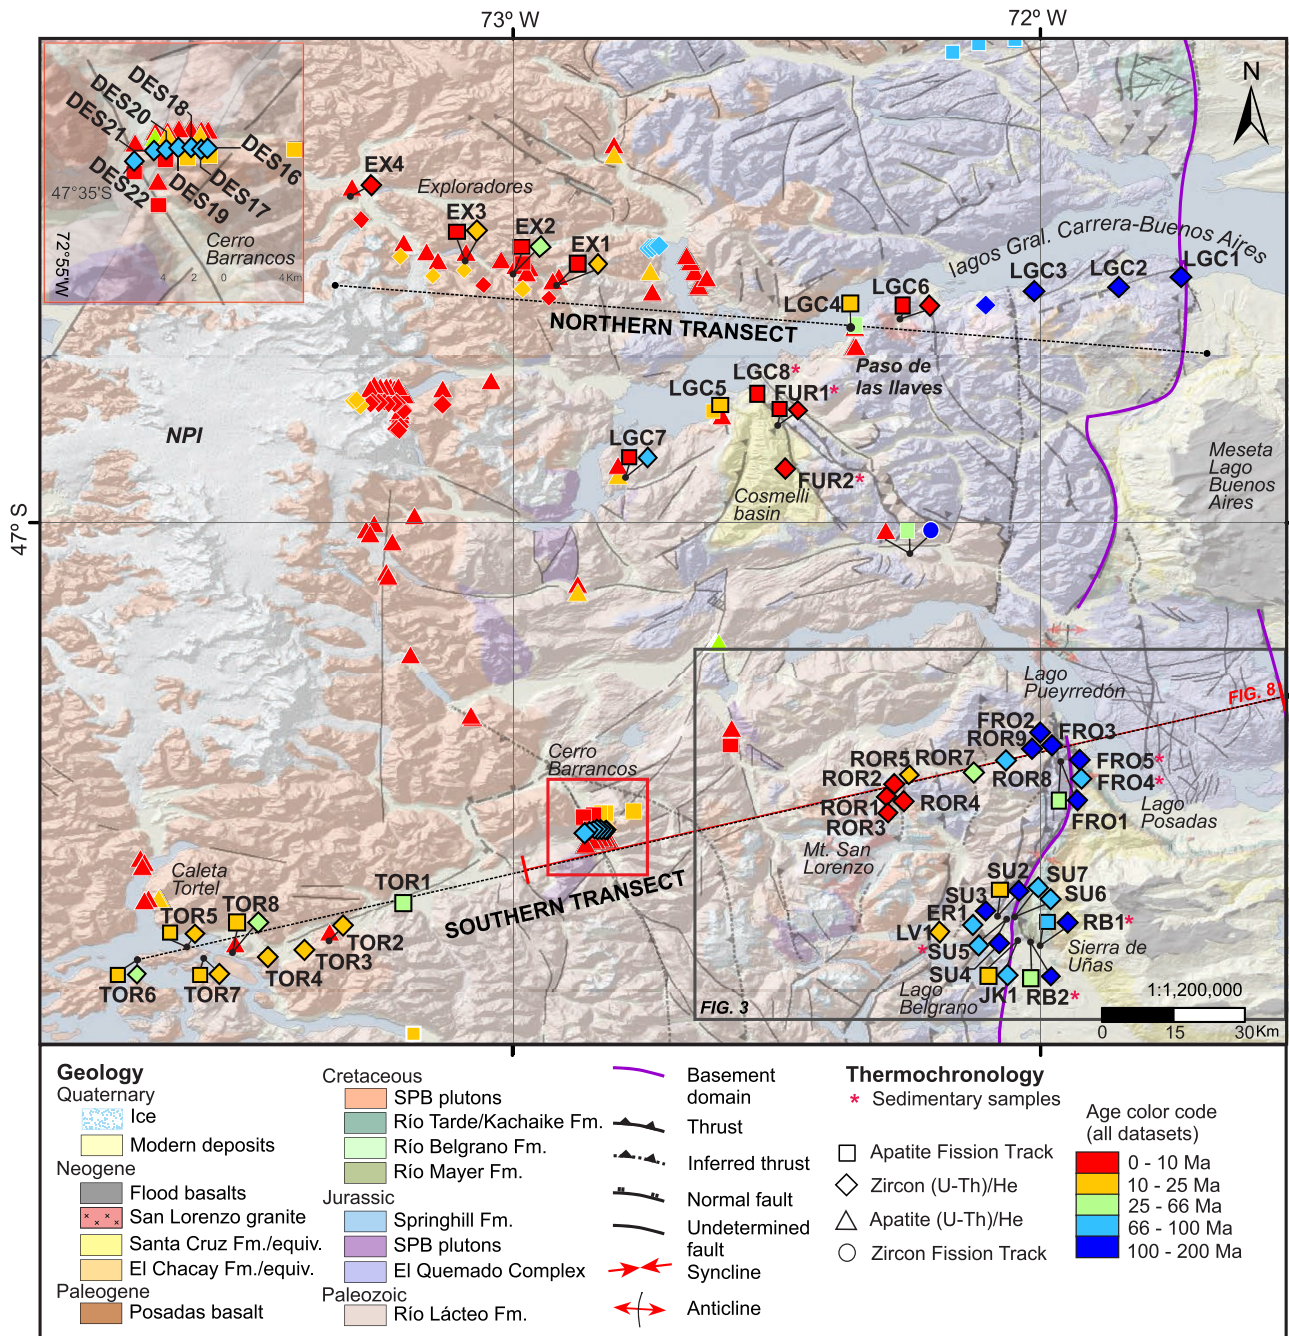 73° W
72° W
47° S
N
DES18
DES20
DES21
DES16
DES22
DES19
DES17
47°35'S
72°55'W
Cerro
Barrancos
4
2
0
4Km
EX4
Exploradores
EX3
EX2
EX1
lagos Gral. Carrera-Buenos Aires
LGC1
LGC2
LGC3
LGC6
LGC4
NORTHERN TRANSECT
Paso de
las llaves
LGC8*
FUR1*
LGC5
NPI
LGC7
FUR2*
Cosmelli
basin
Meseta
Lago
Buenos
Aires
Lago
Pueyrredón
FIG. 8
FRO2
FRO3
ROR9
ROR5
ROR7
ROR8
FRO5*
FRO4*
ROR2
ROR1
ROR4
ROR3
FRO1
Lago
Posadas
Mt. San
Lorenzo
Cerro
Barrancos
SOUTHERN TRANSECT
Caleta
Tortel
TOR1
TOR5
TOR8
TOR2
TOR3
TOR4
TOR6
TOR7
SU2
SU7
SU3
SU6
ER1
LV1
RB1*
*SU5
SU4
Sierra de
Uñas
Lago
Belgrano
JK1
RB2*
FIG. 3
1:1,200,000
0
15
30Km
Geology
Quaternary
Ice
Modern deposits
Neogene
Flood basalts
San Lorenzo granite
Santa Cruz Fm./equiv.
El Chacay Fm./equiv.
Paleogene
Posadas basalt
Cretaceous
SPB plutons
Río Tarde/Kachaike Fm.
Río Belgrano Fm.
Río Mayer Fm.
Jurassic
Springhill Fm.
SPB plutons
El Quemado Complex
Paleozoic
Río Lácteo Fm.
Basement
domain
Thrust
Inferred thrust
Normal fault
Undetermined
fault
Syncline
Anticline
Thermochronology
* Sedimentary samples
Apatite Fission Track
Zircon (U-Th)/He
Apatite (U-Th)/He
Zircon Fission Track
Age color code
(all datasets)
0 - 10 Ma
10 - 25 Ma
25 - 66 Ma
66 - 100 Ma
100 - 200 Ma